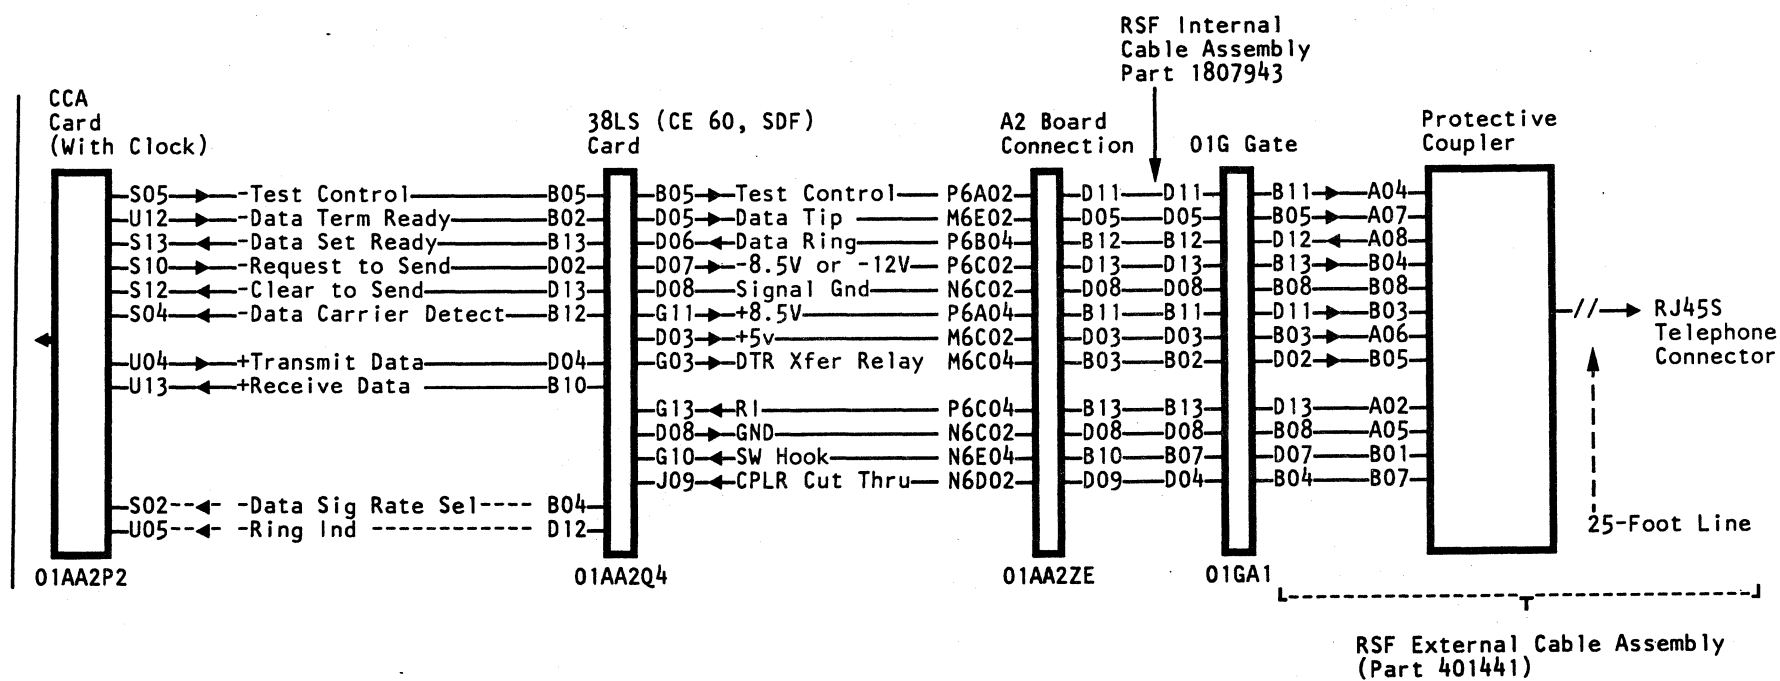 RSF Internal
Cable Assembly
Part 1807943
CCA
Card
(With Clock)
38LS (CE 60, SDF)
Card
A2 Board
Connection
01G Gate
Protective
Coupler
S05 -Test Control B05 B05 Test Control P6A02 D11 D11 B11 A04
U12 -Data Term Ready B02 D05 Data Tip M6E02 D05 D05 B05 A07
S13 -Data Set Ready B13 D06 Data Ring P6B04 B12 B12 D12 A08
S10 -Request to Send D02 D07 -8.5V or -12V P6C02 D13 D13 B13 B04
S12 -Clear to Send D13 D08 Signal Gnd N6C02 D08 D08 B08 B08
S04 -Data Carrier Detect B12 G11 +8.5V P6A04 B11 B11 D11 B03
D03 +5v M6C02 D03 D03 B03 A06
U04 +Transmit Data D04 G03 DTR Xfer Relay M6C04 B03 B02 D02 B05
U13 +Receive Data B10
G13 RI P6C04 B13 B13 D13 A02
D08 GND N6C02 D08 D08 B08 A05
G10 SW Hook N6E04 B10 B07 D07 B01
J09 CPLR Cut Thru N6D02 D09 D04 B04 B07
S02 -Data Sig Rate Sel B04
U05 -Ring Ind D12
// RJ45S
Telephone
Connector
25-Foot Line
01AA2P2
01AA2Q4
01AA2ZE
01GA1
RSF External Cable Assembly
(Part 401441)